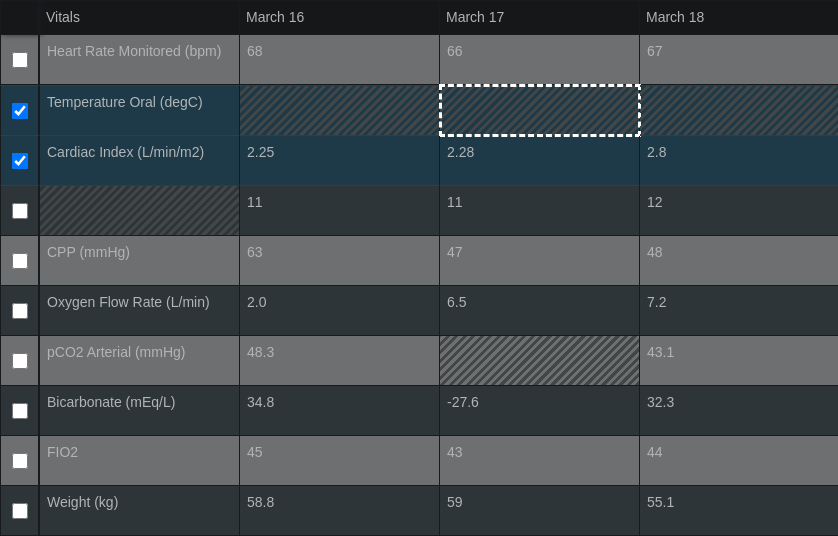 Vitals March 16 March 17 March 18
Heart Rate Monitored (bpm) 68 66 67
Temperature Oral (degC)
Cardiac Index (L/min/m2) 2.25 2.28 2.8
11 11 12
CPP (mmHg) 63 47 48
Oxygen Flow Rate (L/min) 2.0 6.5 7.2
pCO2 Arterial (mmHg) 48.3 43.1
Bicarbonate (mEq/L) 34.8 -27.6 32.3
FIO2 45 43 44
Weight (kg) 58.8 59 55.1